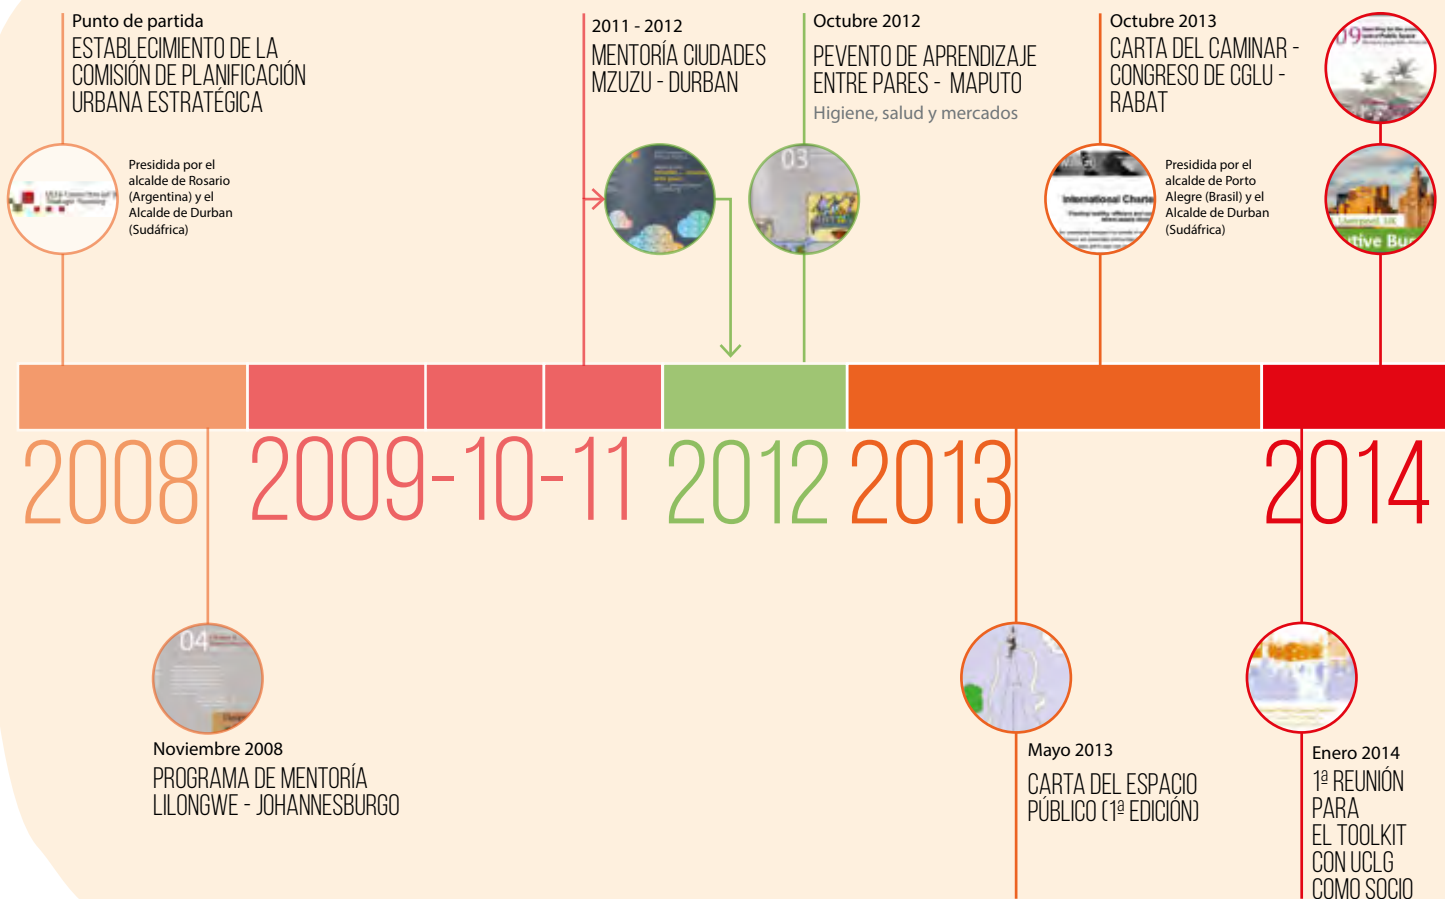 Punto de partida
ESTABLECIMIENTO DE LA
COMISIÓN DE PLANIFICACIÓN
URBANA ESTRATÉGICA
Presidida por el
alcalde de Rosario
(Argentina) y el
Alcalde de Durban
(Sudáfrica)
2011 - 2012
MENTORÍA CIUDADES
MZUZU - DURBAN
Octubre 2012
PEVENTO DE APRENDIZAJE
ENTRE PARES - MAPUTO
Higiene, salud y mercados
03
Octubre 2013
CARTA DEL CAMINAR -
CONGRESO DE CGLU -
RABAT
International Charte
Presidida por el
alcalde de Porto
Alegre (Brasil) y el
Alcalde de Durban
(Sudáfrica)
09
Liverpool, UK
tive Bu
2008
2009-10-11
2012
2013
2014
04
Noviembre 2008
PROGRAMA DE MENTORÍA
LILONGWE - JOHANNESBURGO
Mayo 2013
CARTA DEL ESPACIO
PÚBLICO (1ª EDICIÓN)
Enero 2014
1ª REUNIÓN
PARA
EL TOOLKIT
CON UCLG
COMO SOCIO